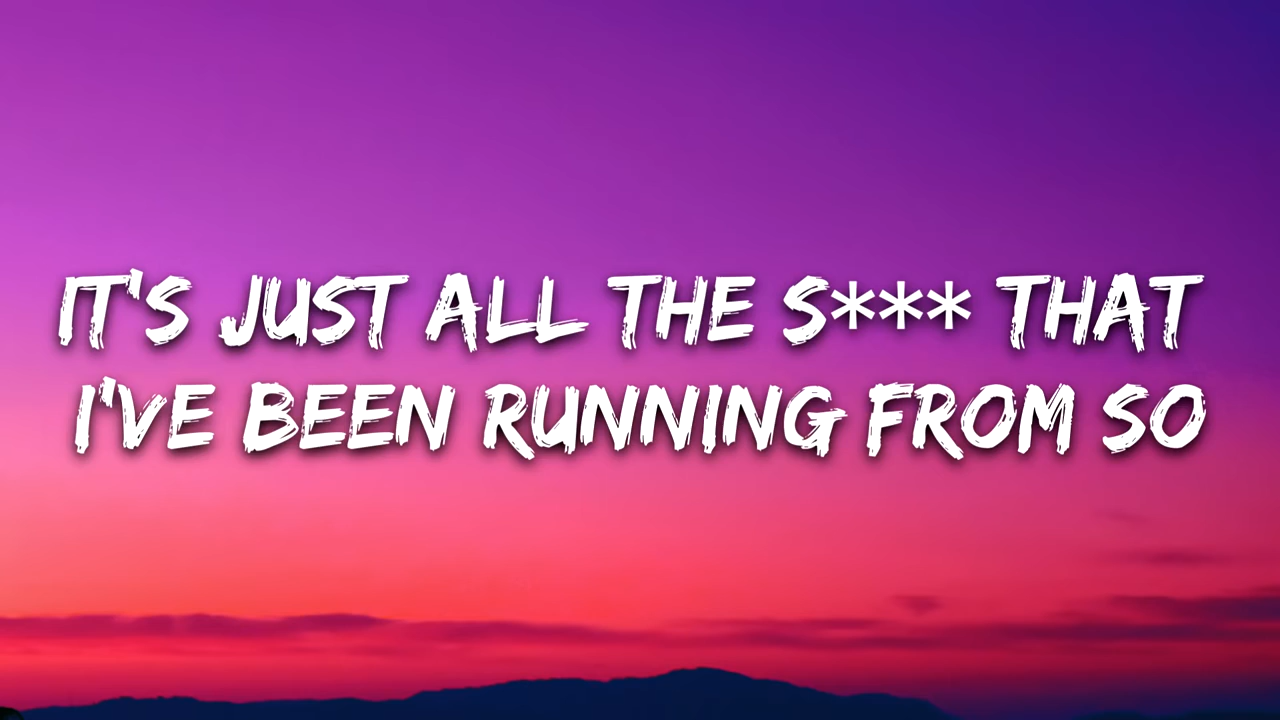 IT'S JUST ALL THE S*** THAT
I'VE BEEN RUNNING FROM SO